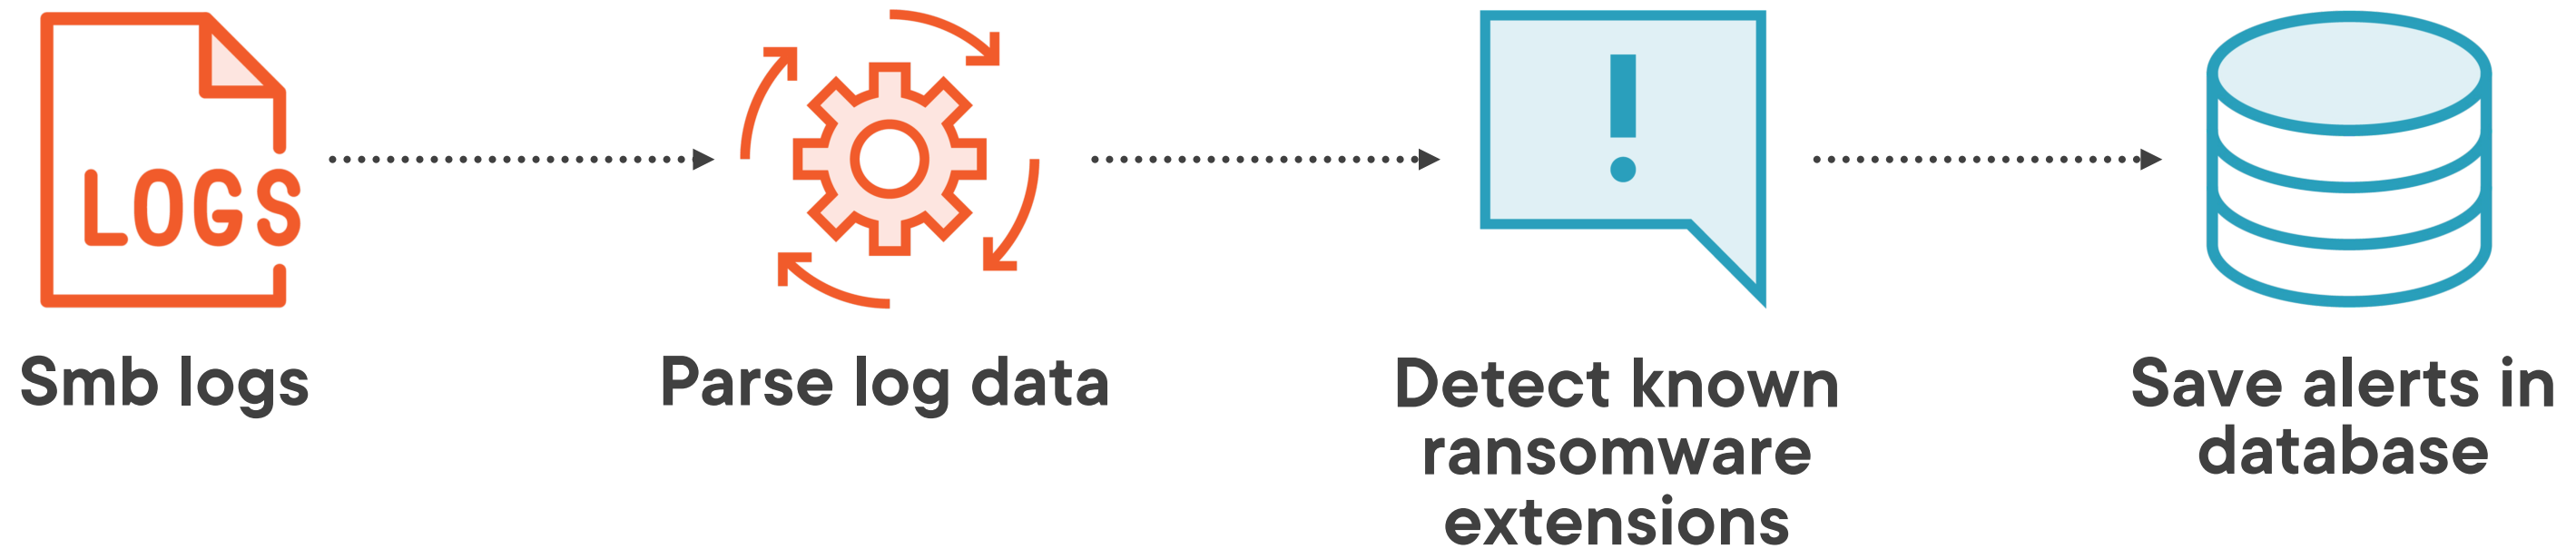 LOGS
Smb logs
Parse log data
Detect known
ransomware
extensions
Save alerts in
database